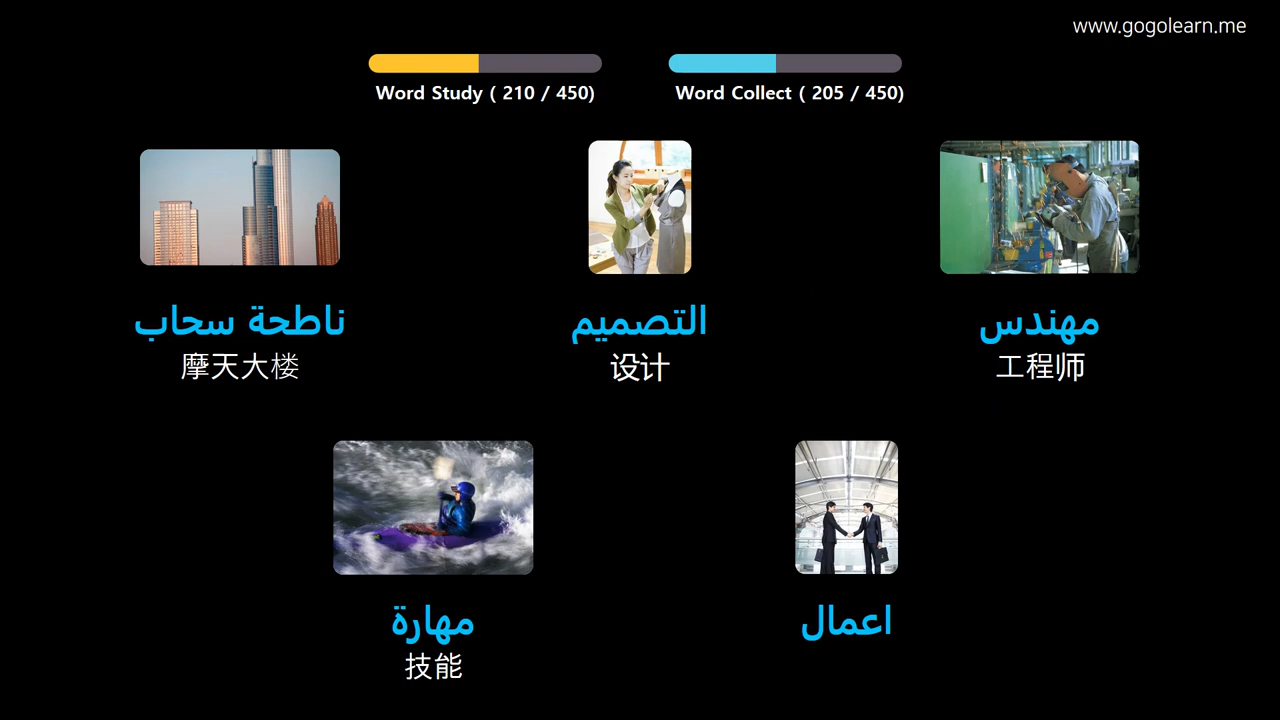 www.gogolearn.me
Word Study ( 210 / 450)
Word Collect ( 205 / 450)
ناطحة سحاب
摩天大楼
التصميم
设计
مهندس
工程师
مهارة
技能
اعمال